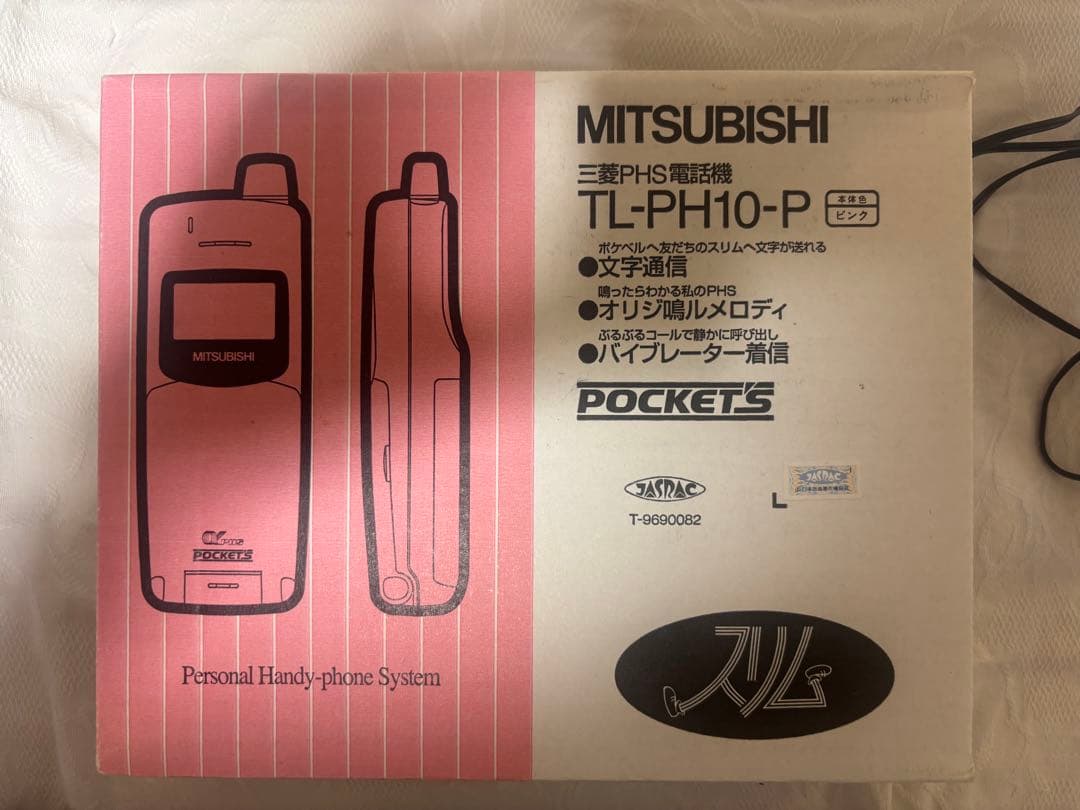 MITSUBISHI
αPHS
POCKET'S
Personal Handy-phone System
MITSUBISHI
三菱PHS電話機
TL-PH10-P 本体色 ピンク
ポケベルへ友だちのスリムへ文字が送れる
●文字通信
鳴ったらわかる私のPHS
●オリジ鳴ルメロディ
ぶるぶるコールで静かに呼び出し
●バイブレーター着信
POCKET'S
JASRAC
T-9690082
JASRAC
スリム